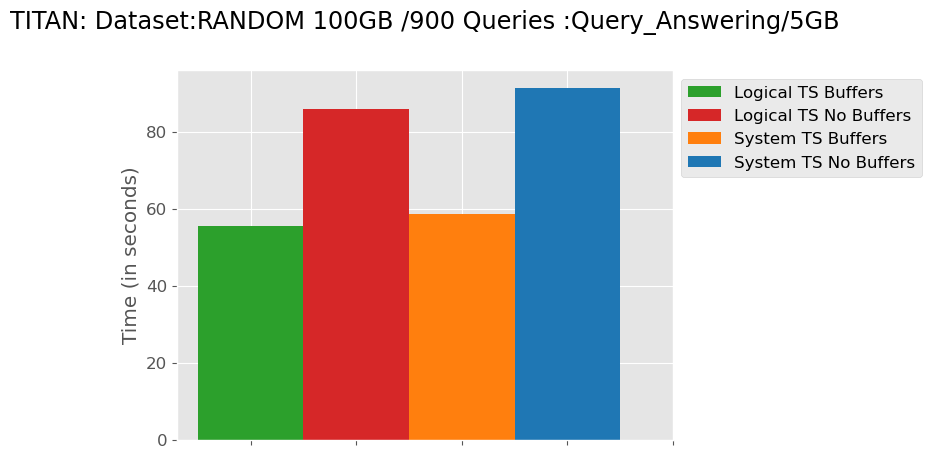 TITAN: Dataset:RANDOM 100GB /900 Queries :Query_Answering/5GB
Logical TS Buffers
Logical TS No Buffers
System TS Buffers
System TS No Buffers
Time (in seconds)
80
60
40
20
0